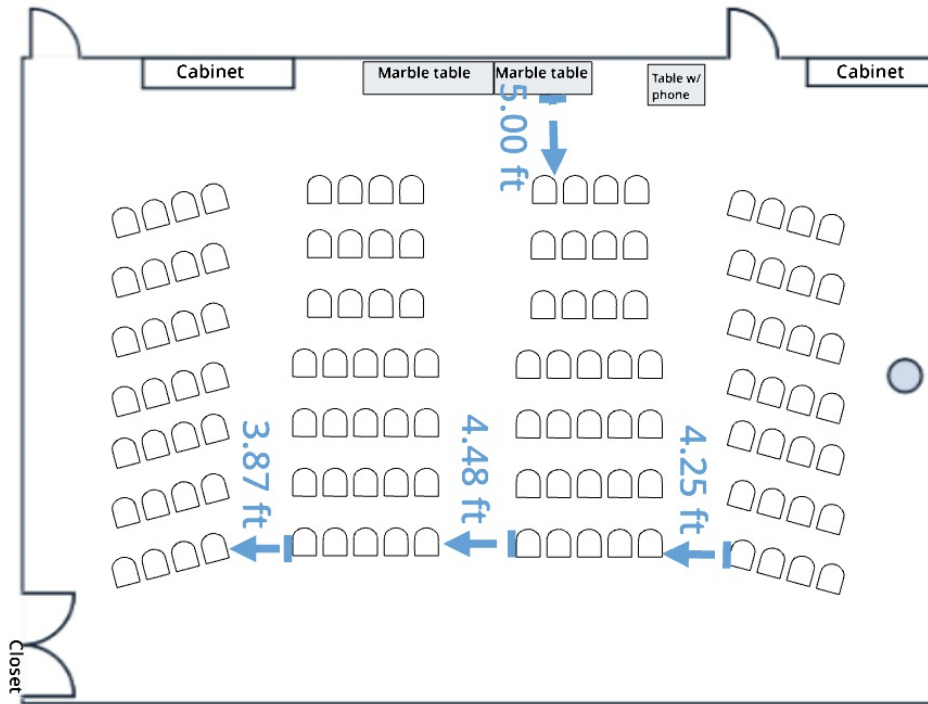 Cabinet
Marble table
Marble table
Table w/
phone
Cabinet
5.00 ft
3.87 ft
4.48 ft
4.25 ft
Closet